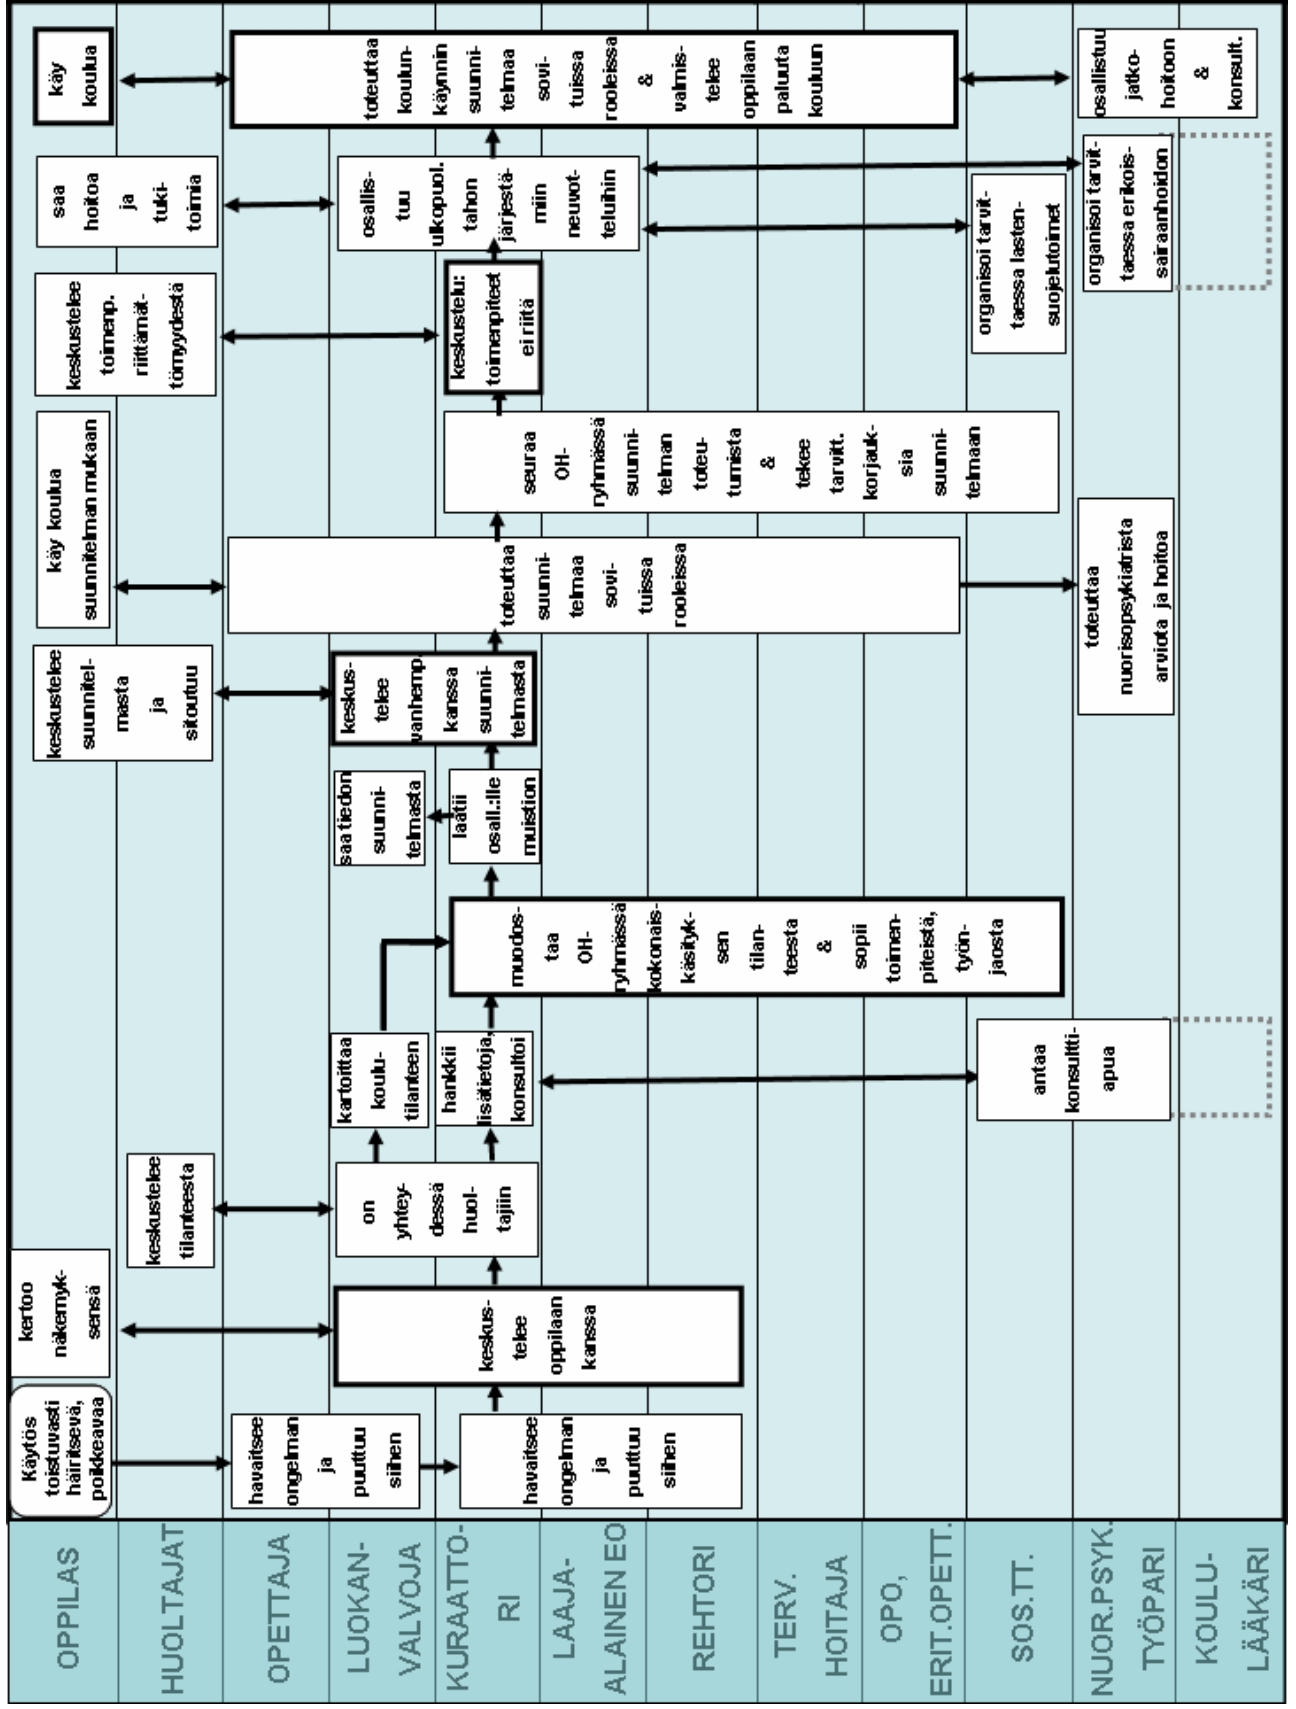 OPPILAS
HUOLTAJAT
OPETTAJA
LUOKAN-
VALVOJA
KURAATTO-
RI
LAAJA-
ALAINEN EO
REHTORI
TERV.
HOITAJA
OPO,
ERIT.OPETT.
SOS.TT.
NUOR.PSYK.
TYÖPARI
KOULU-
LÄÄKÄRI
Käytös
toistuvasti
häiritsevä,
poikkeavaa
havaitsee
ongelman
ja
puuttuu
siihen
havaitsee
ongelman
ja
puuttuu
siihen
kertoo
näkemyk-
sensä
keskus-
telee
oppilaan
kanssa
keskustelee
tilanteesta
on
yhtey-
dessä
huol-
tajiin
kartoittaa
koulu-
tilanteen
hankkii
lisätietoja,
konsultoi
antaa
konsultti-
apua
muodos-
taa
OH-
ryhmässä
kokonais-
käsityk-
sen
tilan-
teesta
&
sopii
toimen-
piteistä,
työn-
jaosta
saa tiedon
suunni-
telmasta
laatii
osall.:lle
muistion
keskustelee
suunnitel-
masta
ja
sitoutuu
keskus-
telee
vanhemp.
kanssa
suunni-
telmasta
käy koulua
suunnitelman mukaan
toteuttaa
suunni-
telmaa
sovi-
tuissa
rooleissa
toteuttaa
nuorisopsykiatrista
arviota ja hoitoa
seuraa
OH-
ryhmässä
suunni-
telman
toteu-
tumista
&
tekee
tarvitt.
korjauk-
sia
suunni-
telmaan
keskustelee
toimenp.
riittämät-
tömyydestä
keskustelu:
toimenpiteet
ei riitä
saa
hoitoa
ja
tuki-
toimia
osallis-
tuu
ulkopuol.
tahon
järjestä-
miin
neuvot-
teluihin
organisoi tarvit-
taessa lasten-
suojelutoimet
organisoi tarvit-
taessa erikois-
sairaanhoidon
käy
koulua
toteuttaa
koulun-
käynnin
suunni-
telmaa
sovi-
tuissa
rooleissa
&
valmis-
telee
oppilaan
paluuta
kouluun
osallistuu
jatko-
hoitoon
&
konsult.